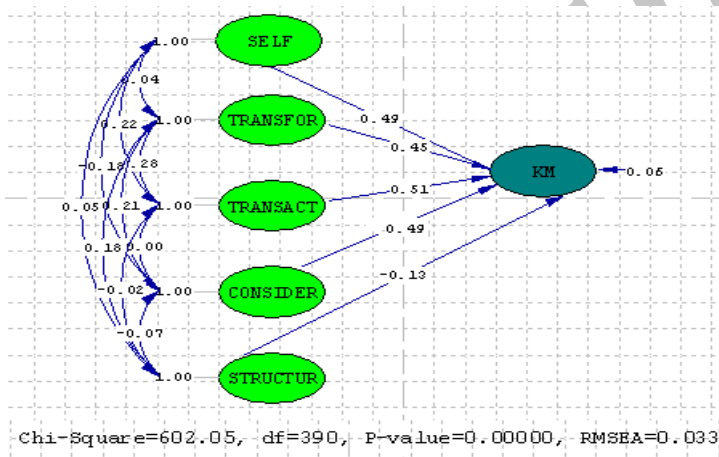 1.00 SELF
0.04
0.49
0.22 1.00 TRANSFOR
0.45
-0.18 0.28
KM 0.06
0.05 0.21 1.00 TRANSACT
0.51
0.49
0.18 0.00
-0.13
-0.02 1.00 CONSIDER
-0.07
1.00 STRUCTUR
Chi-Square=602.05, df=390, P-value=0.00000, RMSEA=0.033